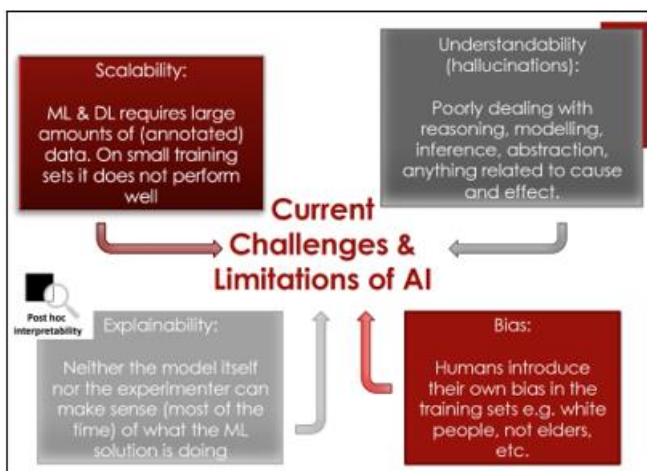 Scalability:
ML & DL requires large
amounts of (annotated)
data. On small training
sets it does not perform
well
Understandability
(hallucinations):
Poorly dealing with
reasoning, modelling,
inference, abstraction,
anything related to cause
and effect.
Current
Challenges &
Limitations of AI
Post hoc
interpretability
Explainability:
Neither the model itself
nor the experimenter can
make sense (most of the
time) of what the ML
solution is doing
Bias:
Humans introduce
their own bias in the
training sets e.g. white
people, not elders,
etc.